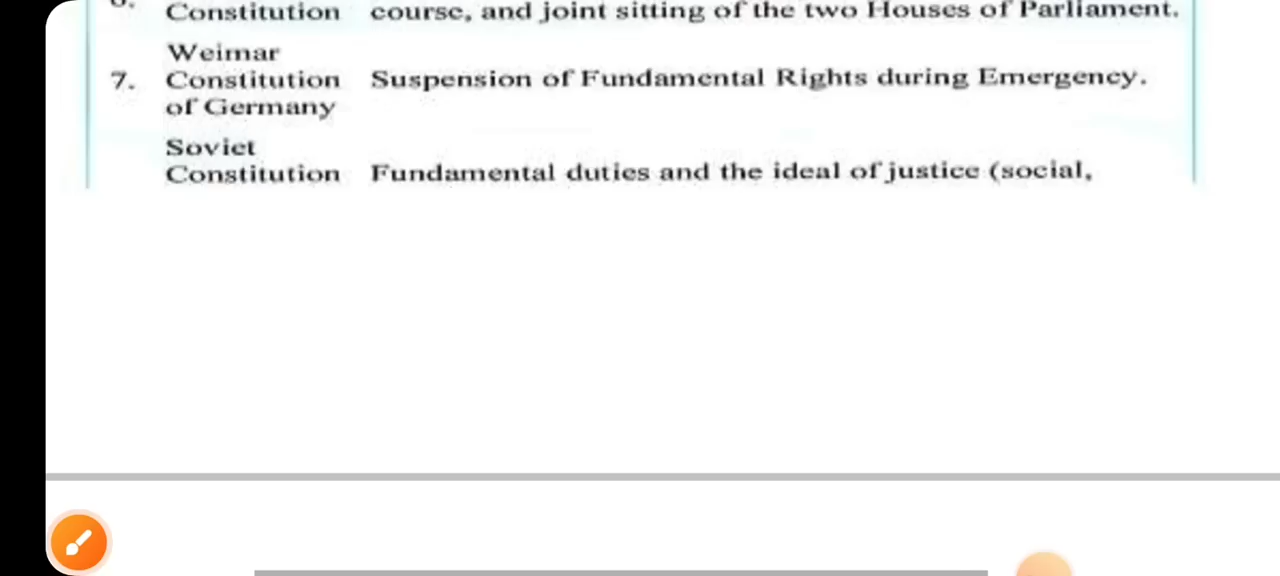 Constitution course, and joint sitting of the two Houses of Parliament.
Weimar
7. Constitution Suspension of Fundamental Rights during Emergency.
of Germany
Soviet
Constitution Fundamental duties and the ideal of justice (social,